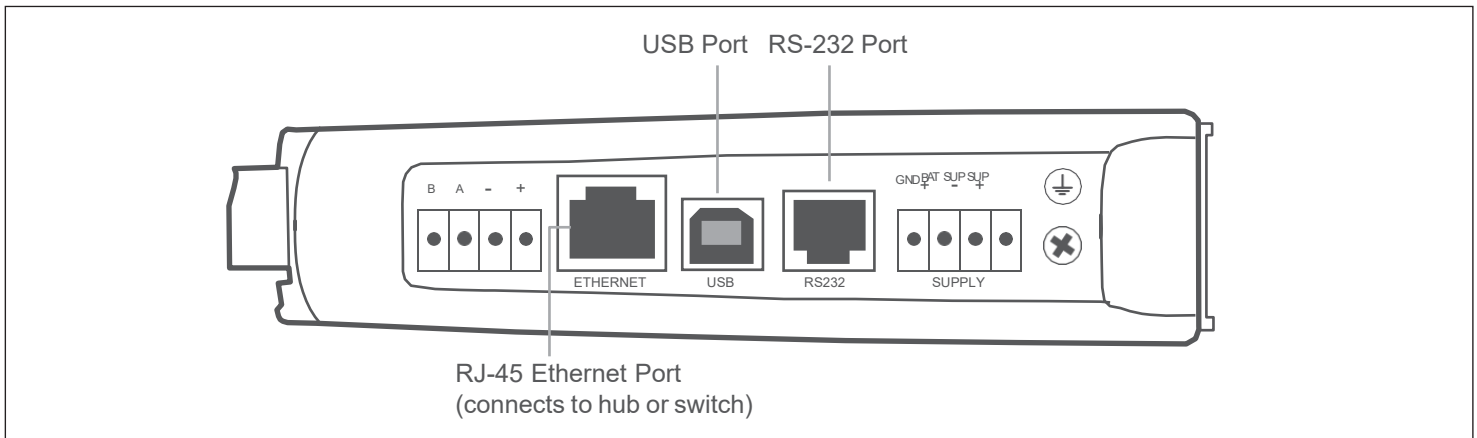 USB Port RS-232 Port
B A - +
GND BAT SUP SUP
+ - +
ETHERNET USB RS232 SUPPLY
RJ-45 Ethernet Port
(connects to hub or switch)